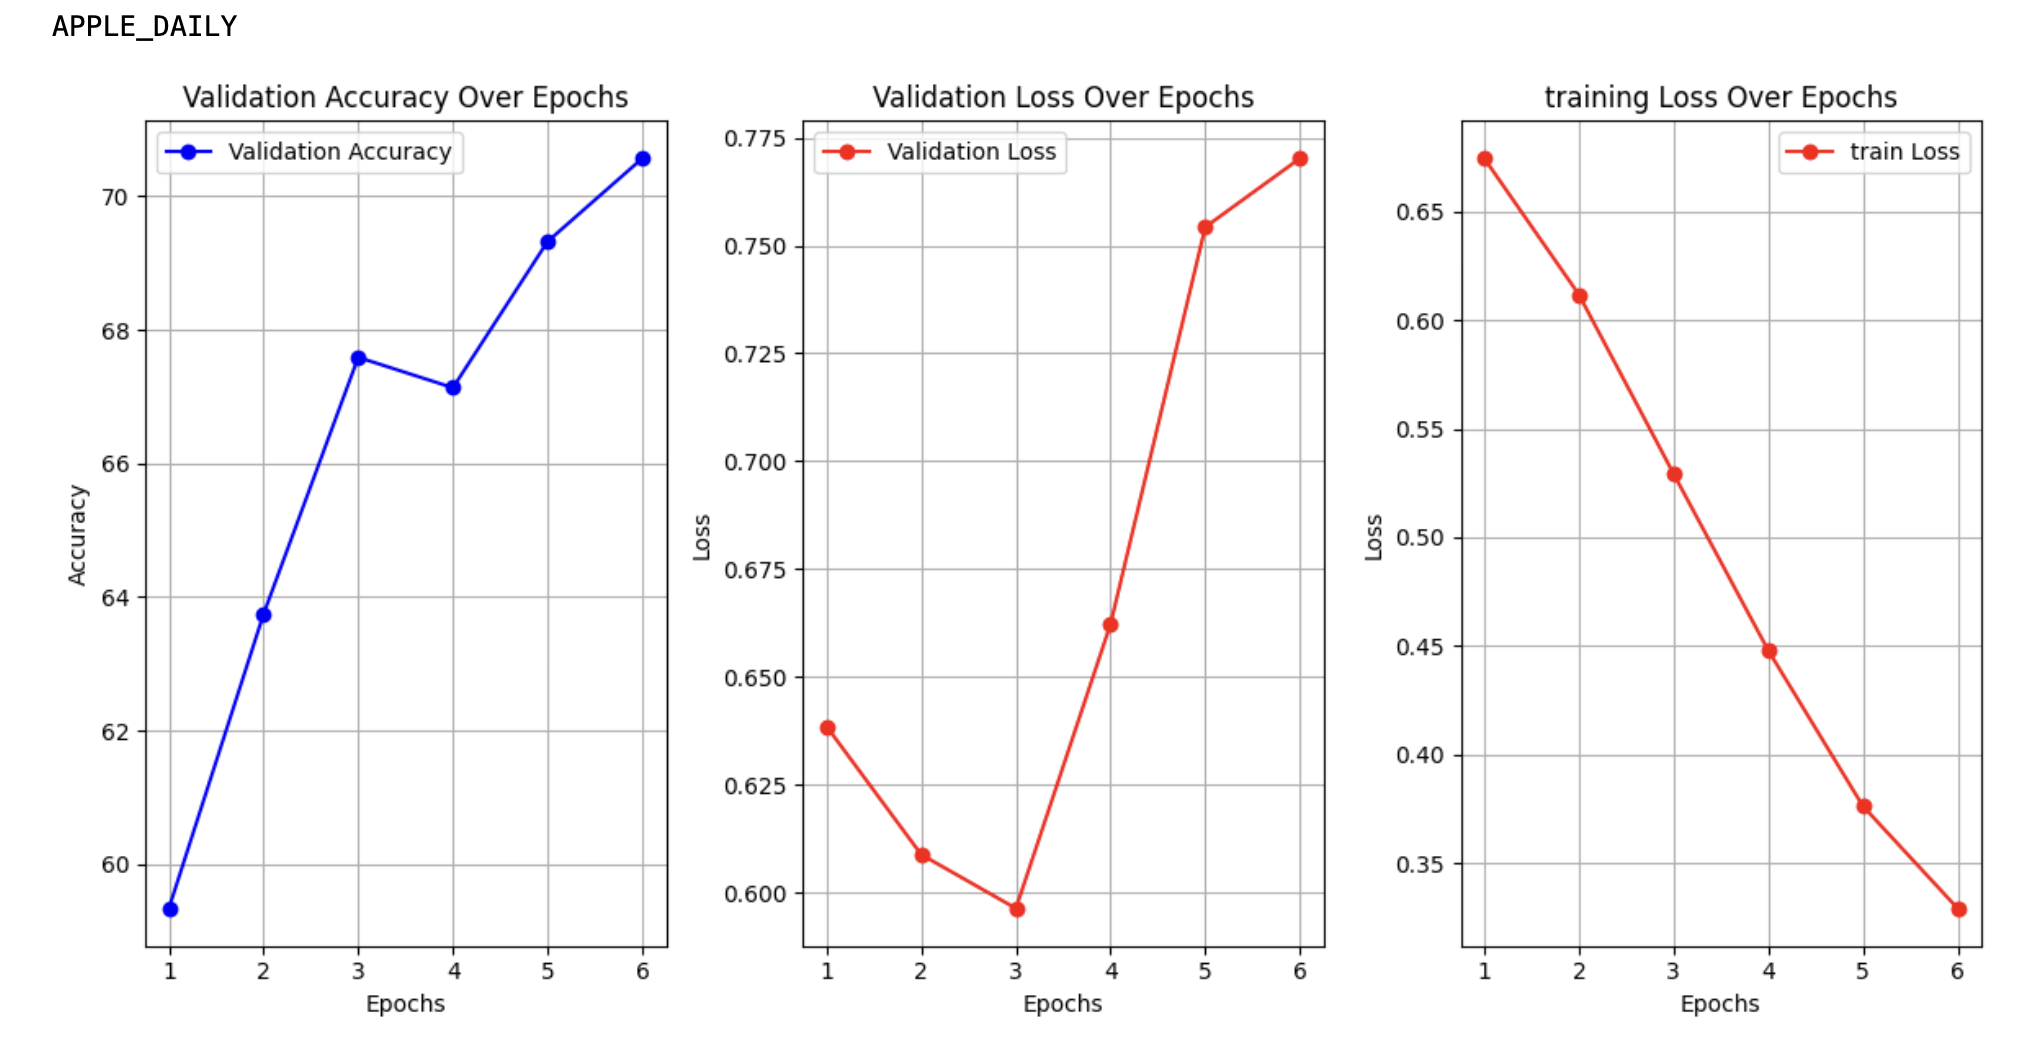 APPLE_DAILY
Validation Accuracy Over Epochs
Validation Accuracy
70
68
66
64
62
60
Accuracy
1 2 3 4 5 6
Epochs
Validation Loss Over Epochs
Validation Loss
0.775
0.750
0.725
0.700
0.675
0.650
0.625
0.600
Loss
1 2 3 4 5 6
Epochs
training Loss Over Epochs
train Loss
0.65
0.60
0.55
0.50
0.45
0.40
0.35
Loss
1 2 3 4 5 6
Epochs